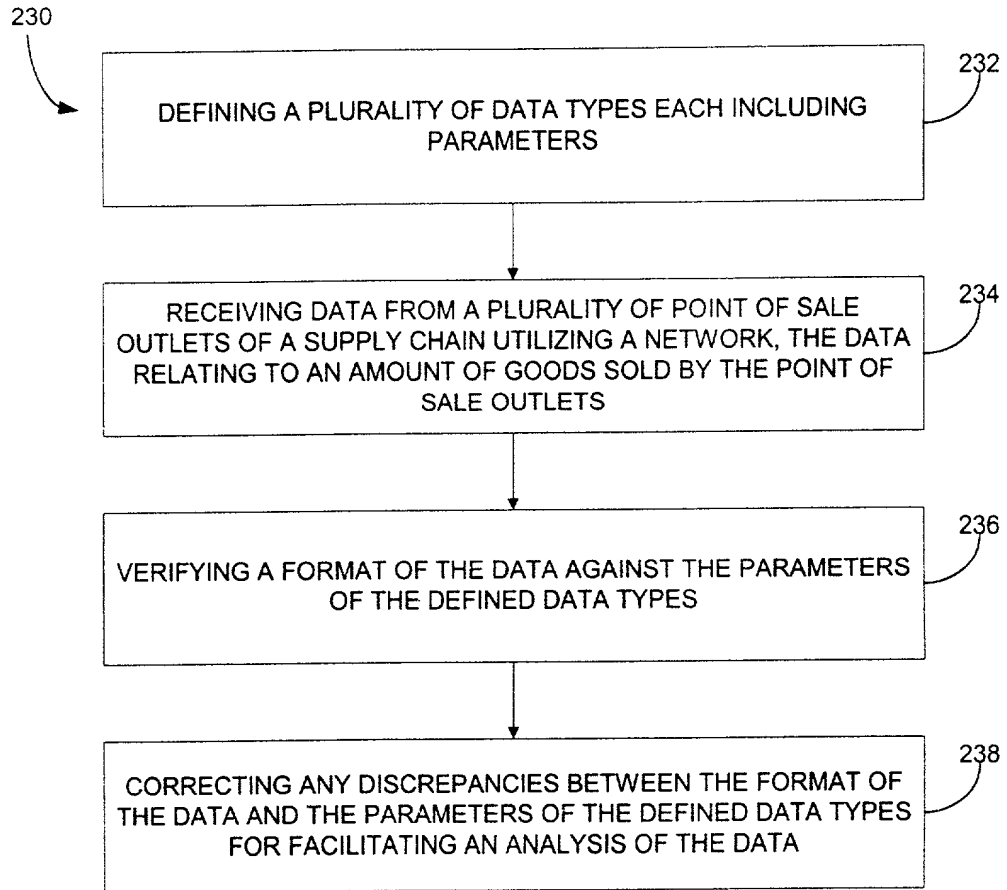 230
232
DEFINING A PLURALITY OF DATA TYPES EACH INCLUDING
PARAMETERS
234
RECEIVING DATA FROM A PLURALITY OF POINT OF SALE
OUTLETS OF A SUPPLY CHAIN UTILIZING A NETWORK, THE DATA
RELATING TO AN AMOUNT OF GOODS SOLD BY THE POINT OF
SALE OUTLETS
236
VERIFYING A FORMAT OF THE DATA AGAINST THE PARAMETERS
OF THE DEFINED DATA TYPES
238
CORRECTING ANY DISCREPANCIES BETWEEN THE FORMAT OF
THE DATA AND THE PARAMETERS OF THE DEFINED DATA TYPES
FOR FACILITATING AN ANALYSIS OF THE DATA